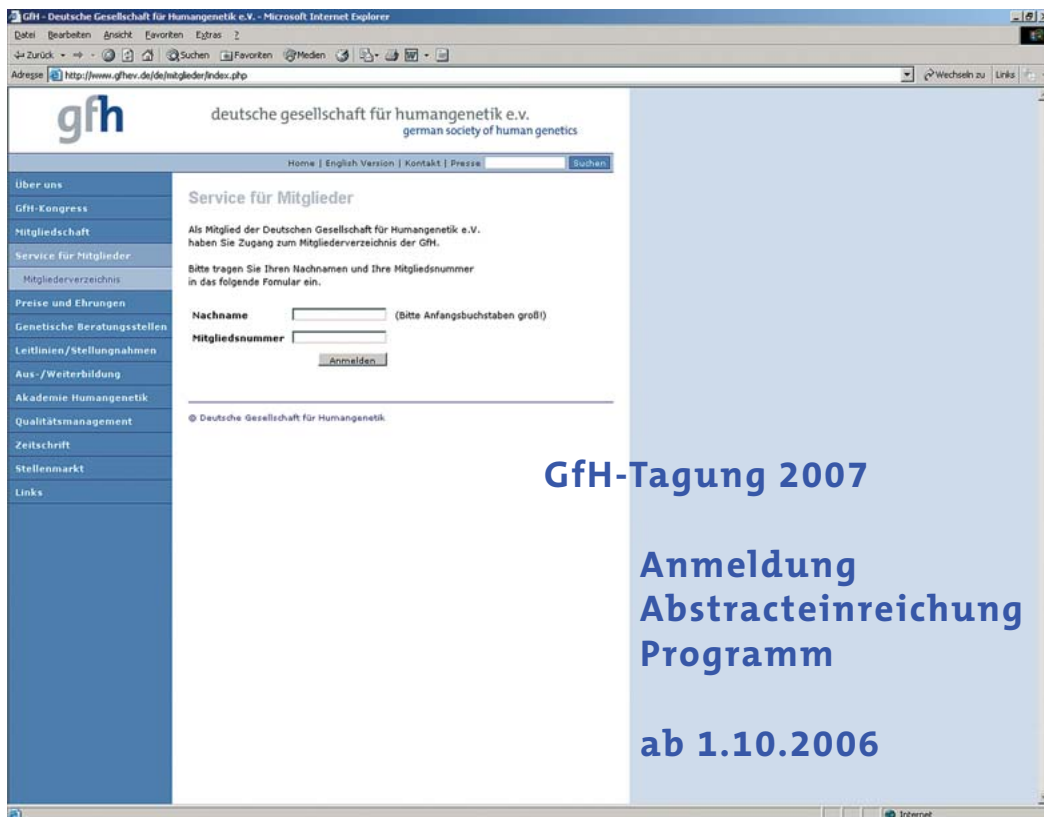 GfH - Deutsche Gesellschaft für Humangenetik e.V. - Microsoft Internet Explorer
Datei Bearbeiten Ansicht Favoriten Extras ?
Zurück Suchen Favoriten Medien
Adresse http://www.gfhev.de/de/mitglieder/index.php Wechseln zu Links
gfh
deutsche gesellschaft für humangenetik e.v.
german society of human genetics
Home | English Version | Kontakt | Presse Suchen
Über uns
GfH-Kongress
Mitgliedschaft
Service für Mitglieder
Mitgliederverzeichnis
Preise und Ehrungen
Genetische Beratungsstellen
Leitlinien/Stellungnahmen
Aus-/Weiterbildung
Akademie Humangenetik
Qualitätsmanagement
Zeitschrift
Stellenmarkt
Links
Service für Mitglieder
Als Mitglied der Deutschen Gesellschaft für Humangenetik e.V.
haben Sie Zugang zum Mitgliederverzeichnis der GfH.
Bitte tragen Sie Ihren Nachnamen und Ihre Mitgliedsnummer
in das folgende Fomular ein.
Nachname (Bitte Anfangsbuchstaben groß!)
Mitgliedsnummer
Anmelden
© Deutsche Gesellschaft für Humangenetik
GfH-Tagung 2007
Anmeldung
Abstracteinreichung
Programm
ab 1.10.2006
Internet